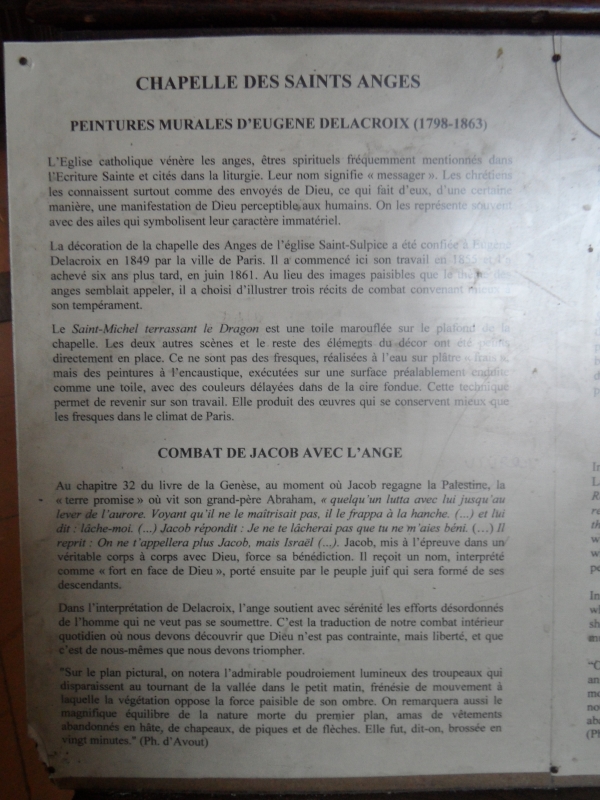 CHAPELLE DES SAINTS ANGES
PEINTURES MURALES D'EUGENE DELACROIX (1798-1863)
L'Eglise catholique vénère les anges, êtres spirituels fréquemment mentionnés dans
l'Ecriture Sainte et cités dans la liturgie. Leur nom signifie « messager ». Les chrétiens
les connaissent surtout comme des envoyés de Dieu, ce qui fait d'eux, d'une certaine
manière, une manifestation de Dieu perceptible aux humains. On les représente souvent
avec des ailes qui symbolisent leur caractère immatériel.
La décoration de la chapelle des Anges de l'église Saint-Sulpice a été confiée à Eugène
Delacroix en 1849 par la ville de Paris. Il a commencé ici son travail en 1855 et l'a
achevé six ans plus tard, en juin 1861. Au lieu des images paisibles que le thème des
anges semblait appeler, il a choisi d'illustrer trois récits de combat convenant mieux à
son tempérament.
Le Saint-Michel terrassant le Dragon est une toile marouflée sur le plafond de la
chapelle. Les deux autres scènes et le reste des éléments du décor ont été peints
directement en place. Ce ne sont pas des fresques, réalisées à l'eau sur plâtre « frais »,
mais des peintures à l'encaustique, exécutées sur une surface préalablement enduite
comme une toile, avec des couleurs délayées dans de la cire fondue. Cette technique
permet de revenir sur son travail. Elle produit des œuvres qui se conservent mieux que
les fresques dans le climat de Paris.
COMBAT DE JACOB AVEC L'ANGE
Au chapitre 32 du livre de la Genèse, au moment où Jacob regagne la Palestine, la
« terre promise » où vit son grand-père Abraham, « quelqu'un lutta avec lui jusqu'au
lever de l'aurore. Voyant qu'il ne le maîtrisait pas, il le frappa à la hanche. (...) et lui
dit : lâche-moi. (...) Jacob répondit : Je ne te lâcherai pas que tu ne m'aies béni. (...) Il
reprit : On ne t'appellera plus Jacob, mais Israël (...). Jacob, mis à l'épreuve dans un
véritable corps à corps avec Dieu, force sa bénédiction. Il reçoit un nom, interprété
comme « fort en face de Dieu », porté ensuite par le peuple juif qui sera formé de ses
descendants.
Dans l'interprétation de Delacroix, l'ange soutient avec sérénité les efforts désordonnés
de l'homme qui ne veut pas se soumettre. C'est la traduction de notre combat intérieur
quotidien où nous devons découvrir que Dieu n'est pas contrainte, mais liberté, et que
c'est de nous-mêmes que nous devons triompher.
"Sur le plan pictural, on notera l'admirable poudroiement lumineux des troupeaux qui
disparaissent au tournant de la vallée dans le petit matin, frénésie de mouvement à
laquelle la végétation oppose la force paisible de son ombre. On remarquera aussi le
magnifique équilibre de la nature morte du premier plan, amas de vêtements
abandonnés en hâte, de chapeaux, de piques et de flèches. Elle fut, dit-on, brossée en
vingt minutes." (Ph. d'Avout)